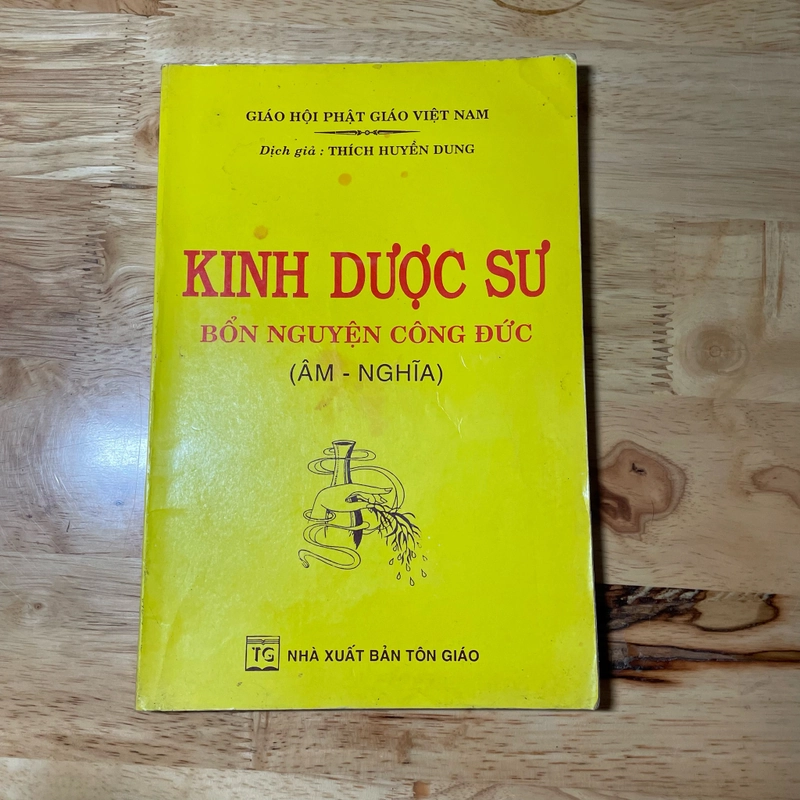 GIÁO HỘI PHẬT GIÁO VIỆT NAM
Dịch giả : THÍCH HUYỀN DUNG
KINH DƯỢC SƯ
BỔN NGUYỆN CÔNG ĐỨC
(ÂM - NGHĨA)
TG NHÀ XUẤT BẢN TÔN GIÁO